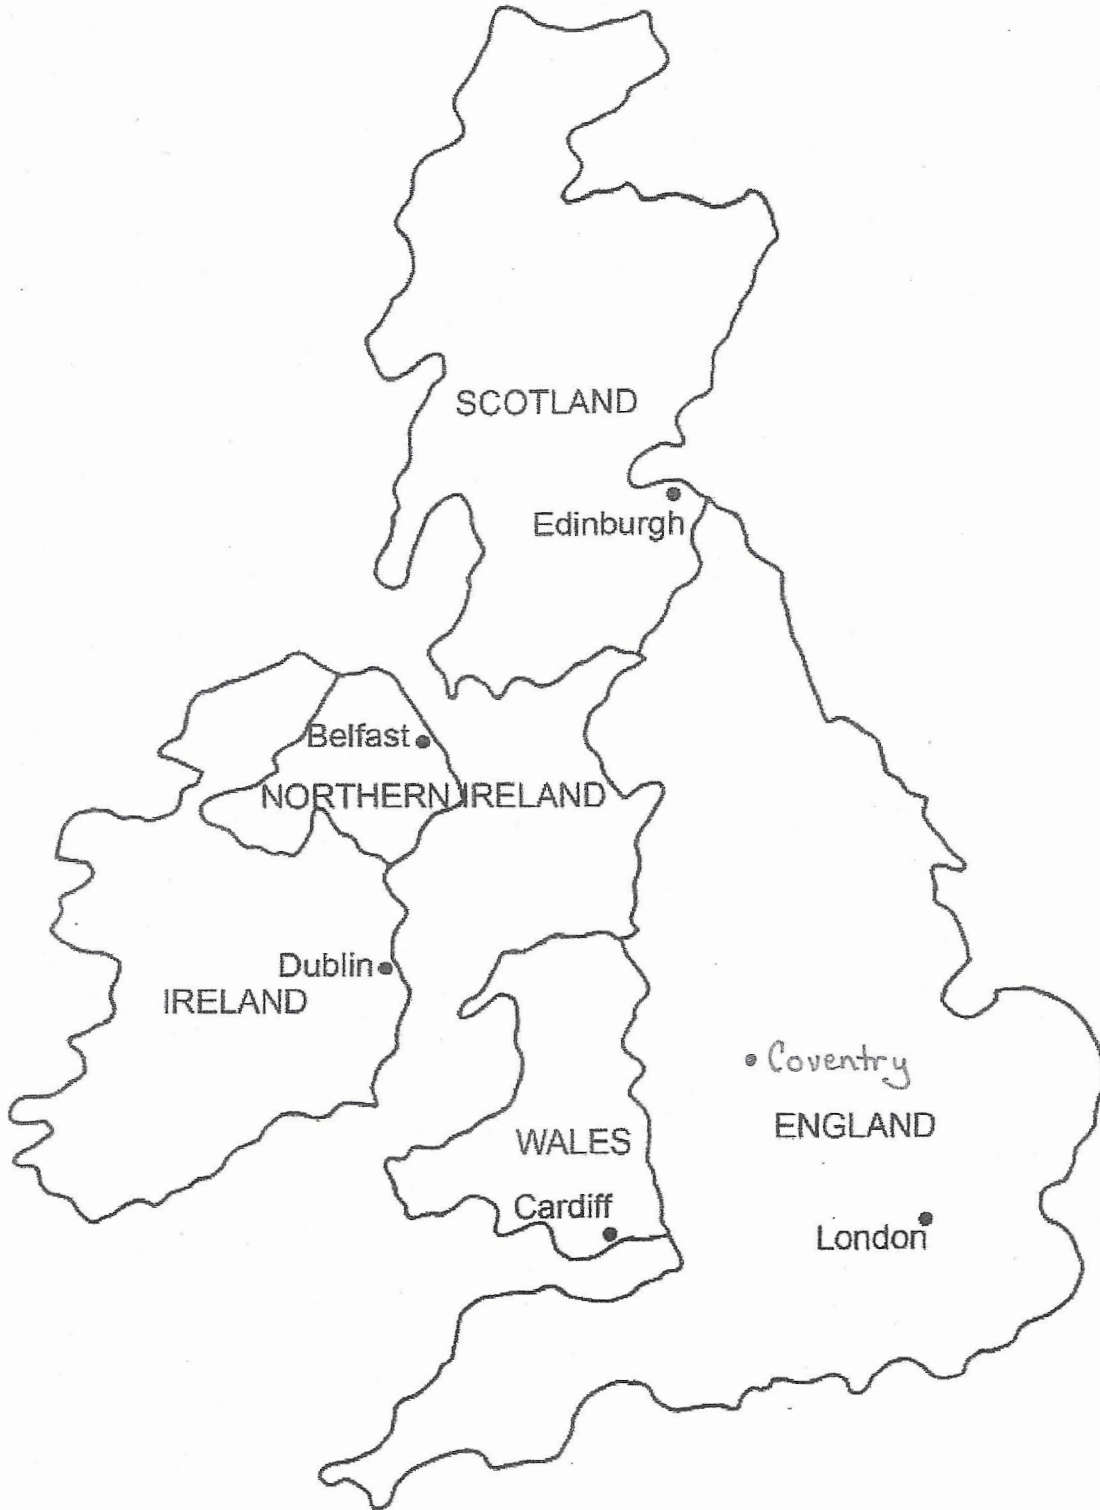 SCOTLAND
Edinburgh
Belfast
NORTHERN IRELAND
Dublin
IRELAND
Coventry
ENGLAND
WALES
Cardiff
London